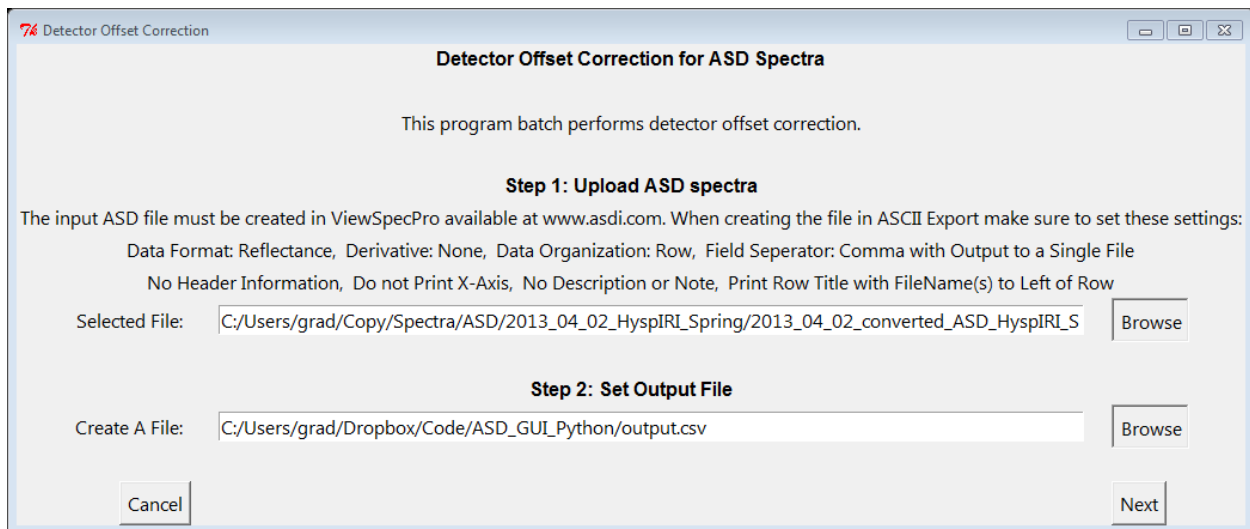 Detector Offset Correction
Detector Offset Correction for ASD Spectra
This program batch performs detector offset correction.
Step 1: Upload ASD spectra
The input ASD file must be created in ViewSpecPro available at www.asdi.com. When creating the file in ASCII Export make sure to set these settings:
Data Format: Reflectance,  Derivative: None,  Data Organization: Row,  Field Seperator: Comma with Output to a Single File
No Header Information,  Do not Print X-Axis,  No Description or Note,  Print Row Title with FileName(s) to Left of Row
Selected File: C:/Users/grad/Copy/Spectra/ASD/2013_04_02_HyspIRI_Spring/2013_04_02_converted_ASD_HyspIRI_S Browse
Step 2: Set Output File
Create A File: C:/Users/grad/Dropbox/Code/ASD_GUI_Python/output.csv Browse
Cancel Next